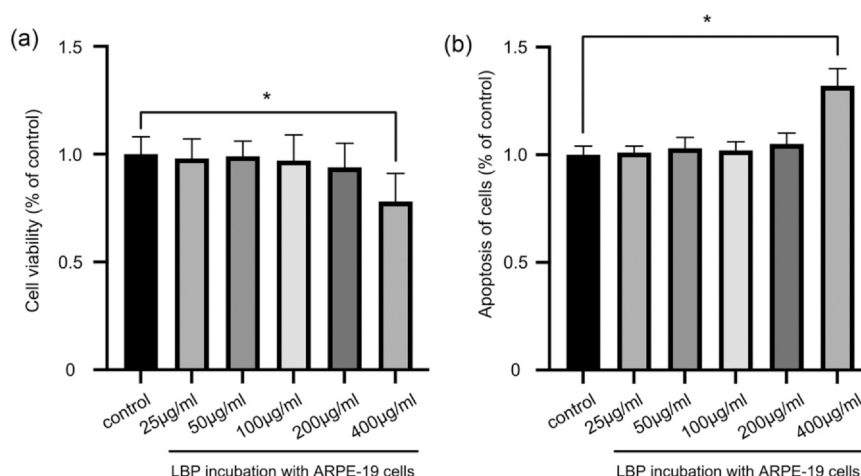 (a)
Cell viability (% of control)
1.5
1.0
0.5
0
*
control
25µg/ml
50µg/ml
100µg/ml
200µg/ml
400µg/ml
LBP incubation with ARPE-19 cells
(b)
Apoptosis of cells (% of control)
1.5
1.0
0.5
0
*
control
25µg/ml
50µg/ml
100µg/ml
200µg/ml
400µg/ml
LBP incubation with ARPE-19 cells